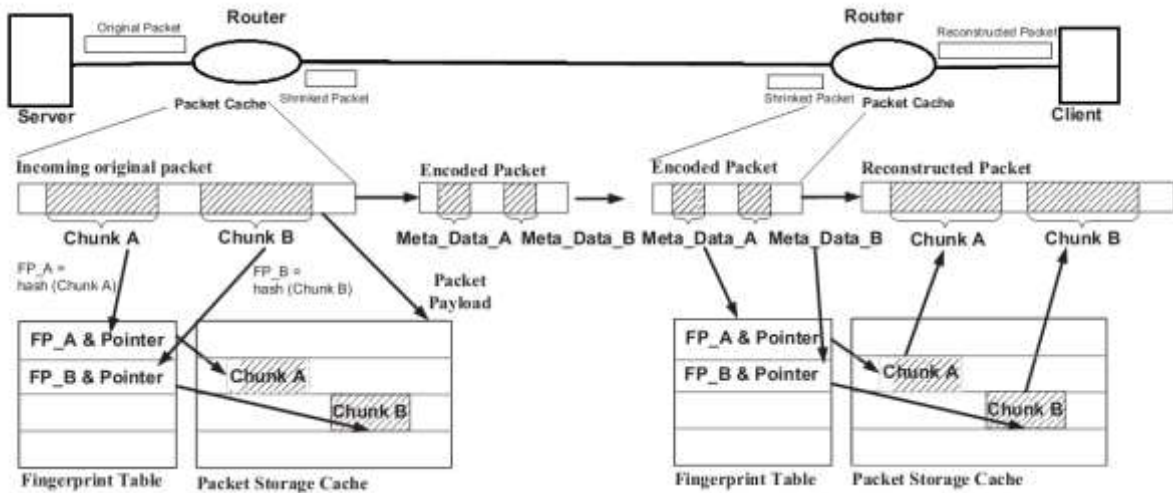 Router
Router
Original Packet
Reconstructed Packet
Shrinked Packet
Shrinked Packet
Packet Cache
Packet Cache
Server
Client
Incoming original packet
Encoded Packet
Encoded Packet
Reconstructed Packet
Chunk A
Chunk B
Meta_Data_A
Meta_Data_B
Meta_Data_A
Meta_Data_B
Chunk A
Chunk B
FP_A =
hash (Chunk A)
FP_B =
hash (Chunk B)
Packet
Payload
FP_A & Pointer
FP_B & Pointer
Chunk A
Chunk B
FP_A & Pointer
FP_B & Pointer
Chunk A
Chunk B
Fingerprint Table
Packet Storage Cache
Fingerprint Table
Packet Storage Cache